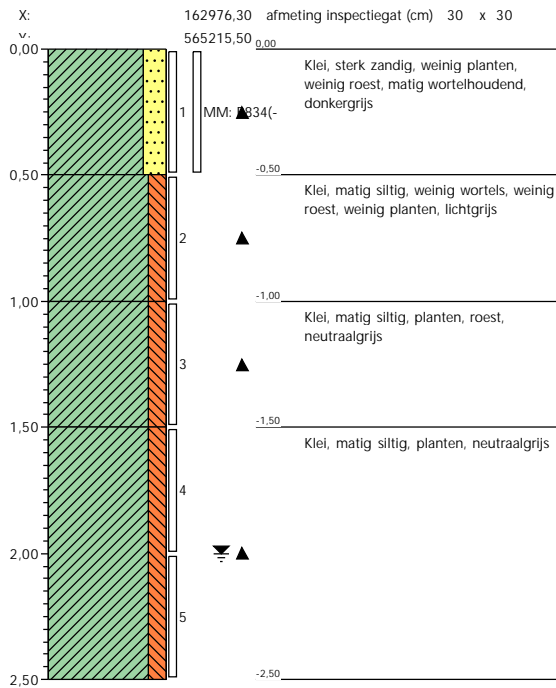 X: 162976,30 afmeting inspectiegat (cm) 30 x 30
565215,50
0,00
0,00
Klei, sterk zandig, weinig planten,
weinig roest, matig wortelhoudend,
donkergrijs
1
MM:
834(-
0,50
-0,50
Klei, matig siltig, weinig wortels, weinig
roest, weinig planten, lichtgrijs
2
1,00
-1,00
Klei, matig siltig, planten, roest,
neutraalgrijs
3
1,50
-1,50
Klei, matig siltig, planten, neutraalgrijs
4
2,00
5
2,50
-2,50